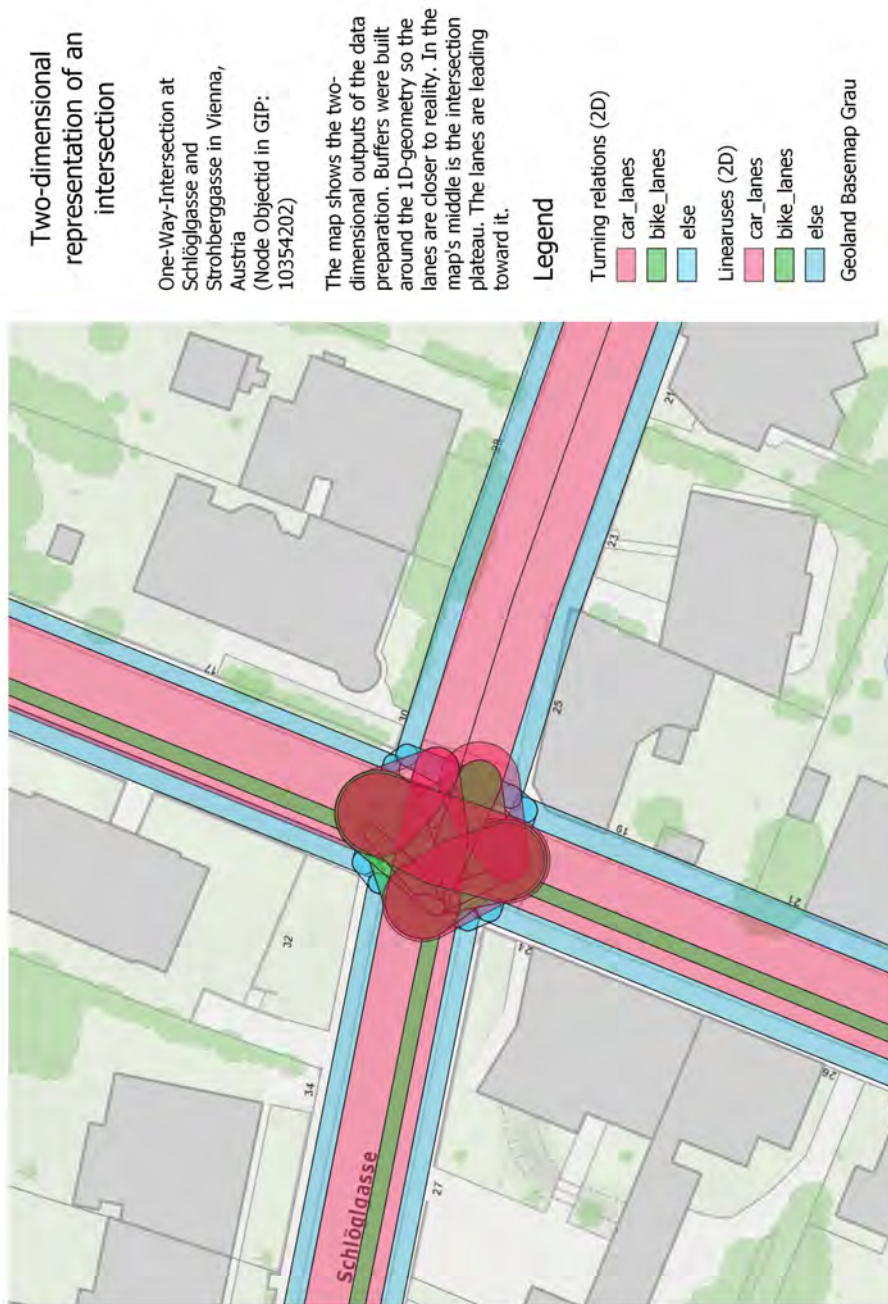 Two-dimensional
representation of an
intersection
One-Way-Intersection at
Schlöglgasse and
Strohberggasse in Vienna,
Austria
(Node Objectid in GIP:
10354202)
The map shows the two-
dimensional outputs of the data
preparation. Buffers were built
around the 1D-geometry so the
lanes are closer to reality. In the
map's middle is the intersection
plateau. The lanes are leading
toward it.
Legend
Turning relations (2D)
car_lanes
bike_lanes
else
Linearuses (2D)
car_lanes
bike_lanes
else
Geoland Basemap Grau
17
28
21
23
30
25
19
32
21
24
34
26
27
Schlöglgasse